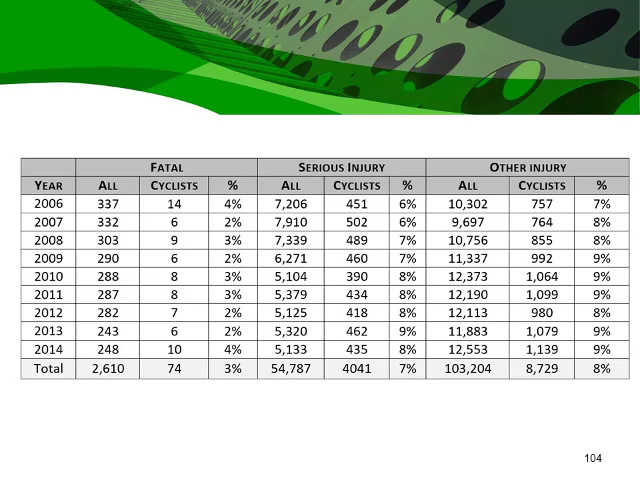 FATAL SERIOUS INJURY OTHER INJURY
YEAR ALL CYCLISTS % ALL CYCLISTS % ALL CYCLISTS %
2006 337 14 4% 7,206 451 6% 10,302 757 7%
2007 332 6 2% 7,910 502 6% 9,697 764 8%
2008 303 9 3% 7,339 489 7% 10,756 855 8%
2009 290 6 2% 6,271 460 7% 11,337 992 9%
2010 288 8 3% 5,104 390 8% 12,373 1,064 9%
2011 287 8 3% 5,379 434 8% 12,190 1,099 9%
2012 282 7 2% 5,125 418 8% 12,113 980 8%
2013 243 6 2% 5,320 462 9% 11,883 1,079 9%
2014 248 10 4% 5,133 435 8% 12,553 1,139 9%
Total 2,610 74 3% 54,787 4041 7% 103,204 8,729 8%
104